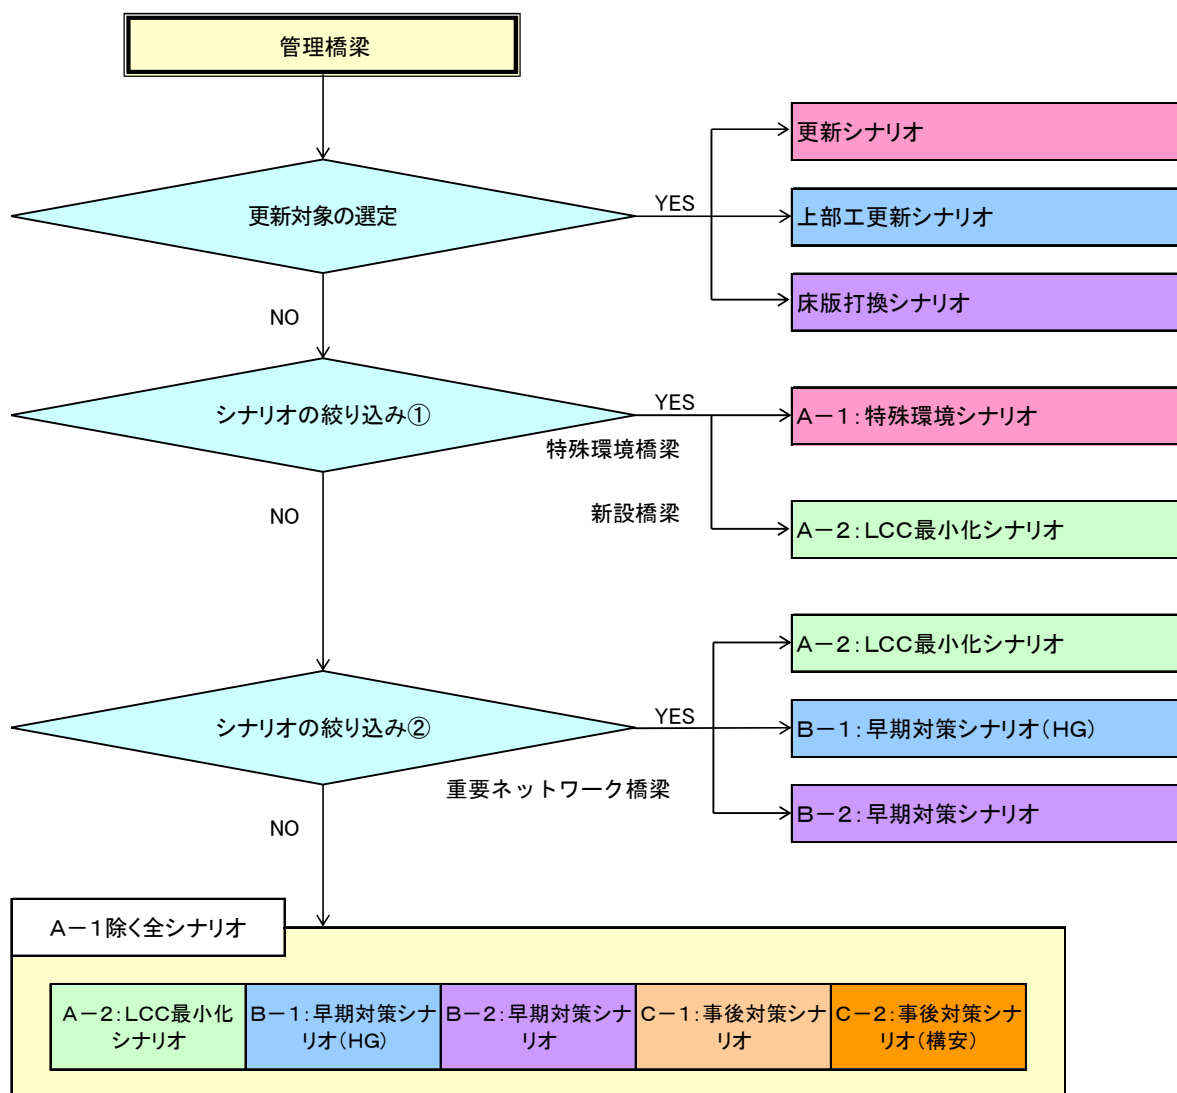 管理橋梁
更新対象の選定
YES
更新シナリオ
上部工更新シナリオ
床版打換シナリオ
NO
シナリオの絞り込み①
YES
特殊環境橋梁
新設橋梁
A－1：特殊環境シナリオ
A－2：LCC最小化シナリオ
NO
シナリオの絞り込み②
YES
重要ネットワーク橋梁
A－2：LCC最小化シナリオ
B－1：早期対策シナリオ（HG）
B－2：早期対策シナリオ
NO
A－1除く全シナリオ
A－2：LCC最小化
シナリオ
B－1：早期対策シナ
リオ（HG）
B－2：早期対策シナ
リオ
C－1：事後対策シナ
リオ
C－2：事後対策シナ
リオ（構安）